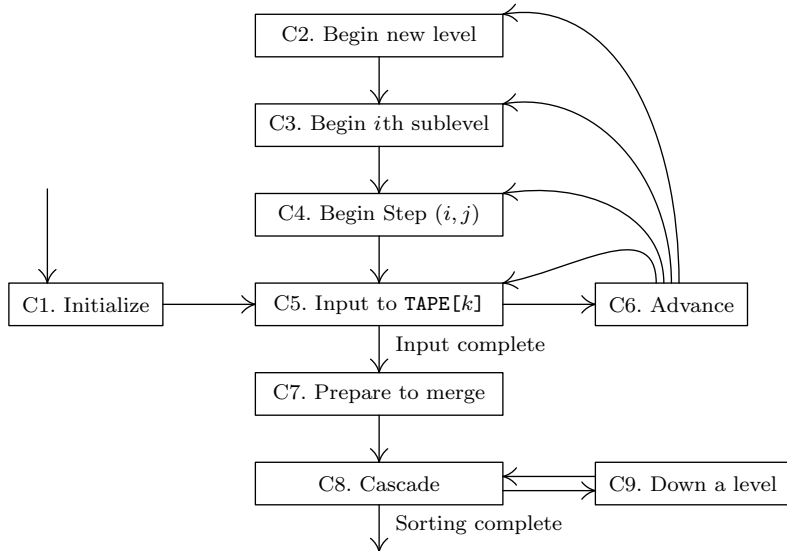 C2. Begin new level
C3. Begin ith sublevel
C4. Begin Step (i, j)
C1. Initialize
C5. Input to TAPE[k]
C6. Advance
Input complete
C7. Prepare to merge
C8. Cascade
C9. Down a level
Sorting complete